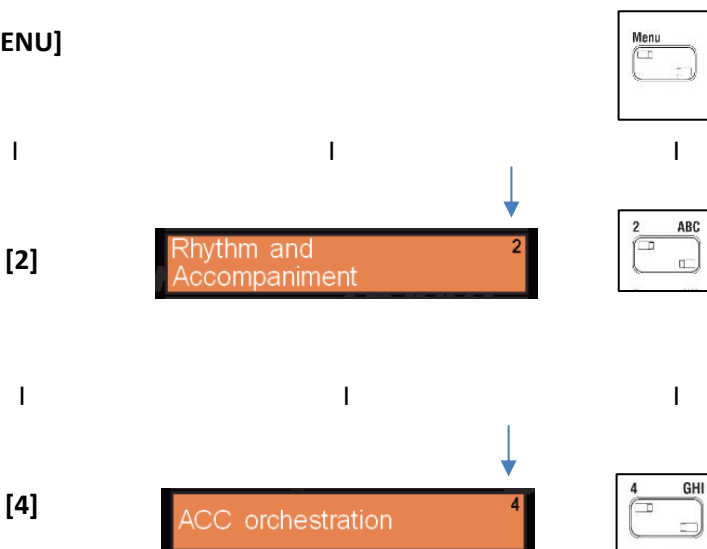 ENU]
Menu
I I I
[2] Rhythm and Accompaniment 2
2 ABC
I I I
[4] ACC orchestration 4
4 GHI